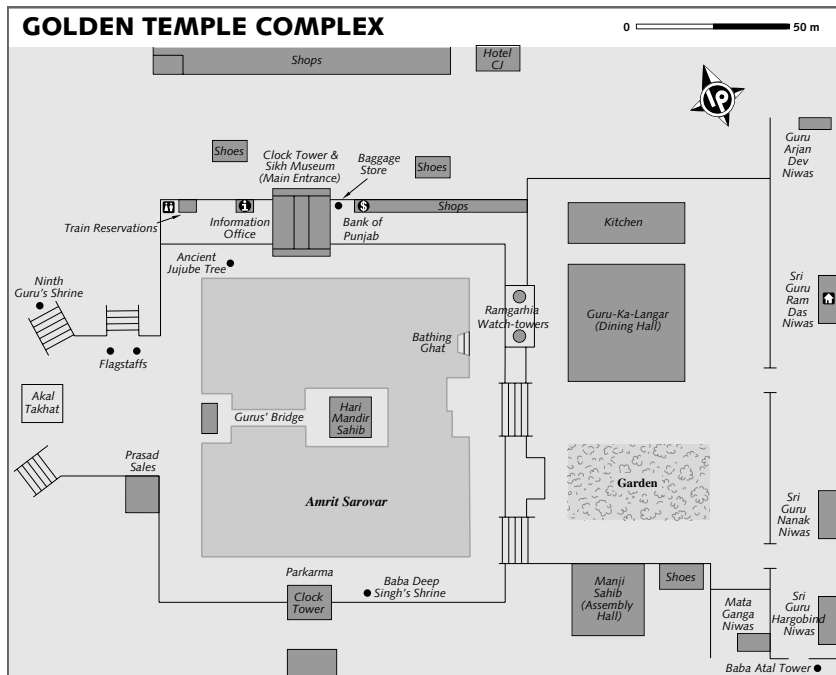 GOLDEN TEMPLE COMPLEX
0 50 m
Shops
Hotel
CJ
lp
Shoes
Clock Tower &
Sikh Museum
(Main Entrance)
Baggage
Store
Shoes
Guru
Arjan
Dev
Niwas
Train Reservations
i
Information
Office
$
Bank of
Punjab
Shops
Kitchen
Ancient
Jujube Tree
Ninth
Guru's Shrine
Flagstaffs
Ramgarhia
Watch-towers
Guru-Ka-Langar
(Dining Hall)
Sri
Guru
Ram
Das
Niwas
Bathing
Ghat
Akal
Takhat
Gurus' Bridge
Hari
Mandir
Sahib
Prasad
Sales
Amrit Sarovar
Garden
Sri
Guru
Nanak
Niwas
Parkarma
Clock
Tower
Baba Deep
Singh's Shrine
Manji
Sahib
(Assembly
Hall)
Shoes
Mata
Ganga
Niwas
Sri
Guru
Hargobind
Niwas
Baba Atal Tower